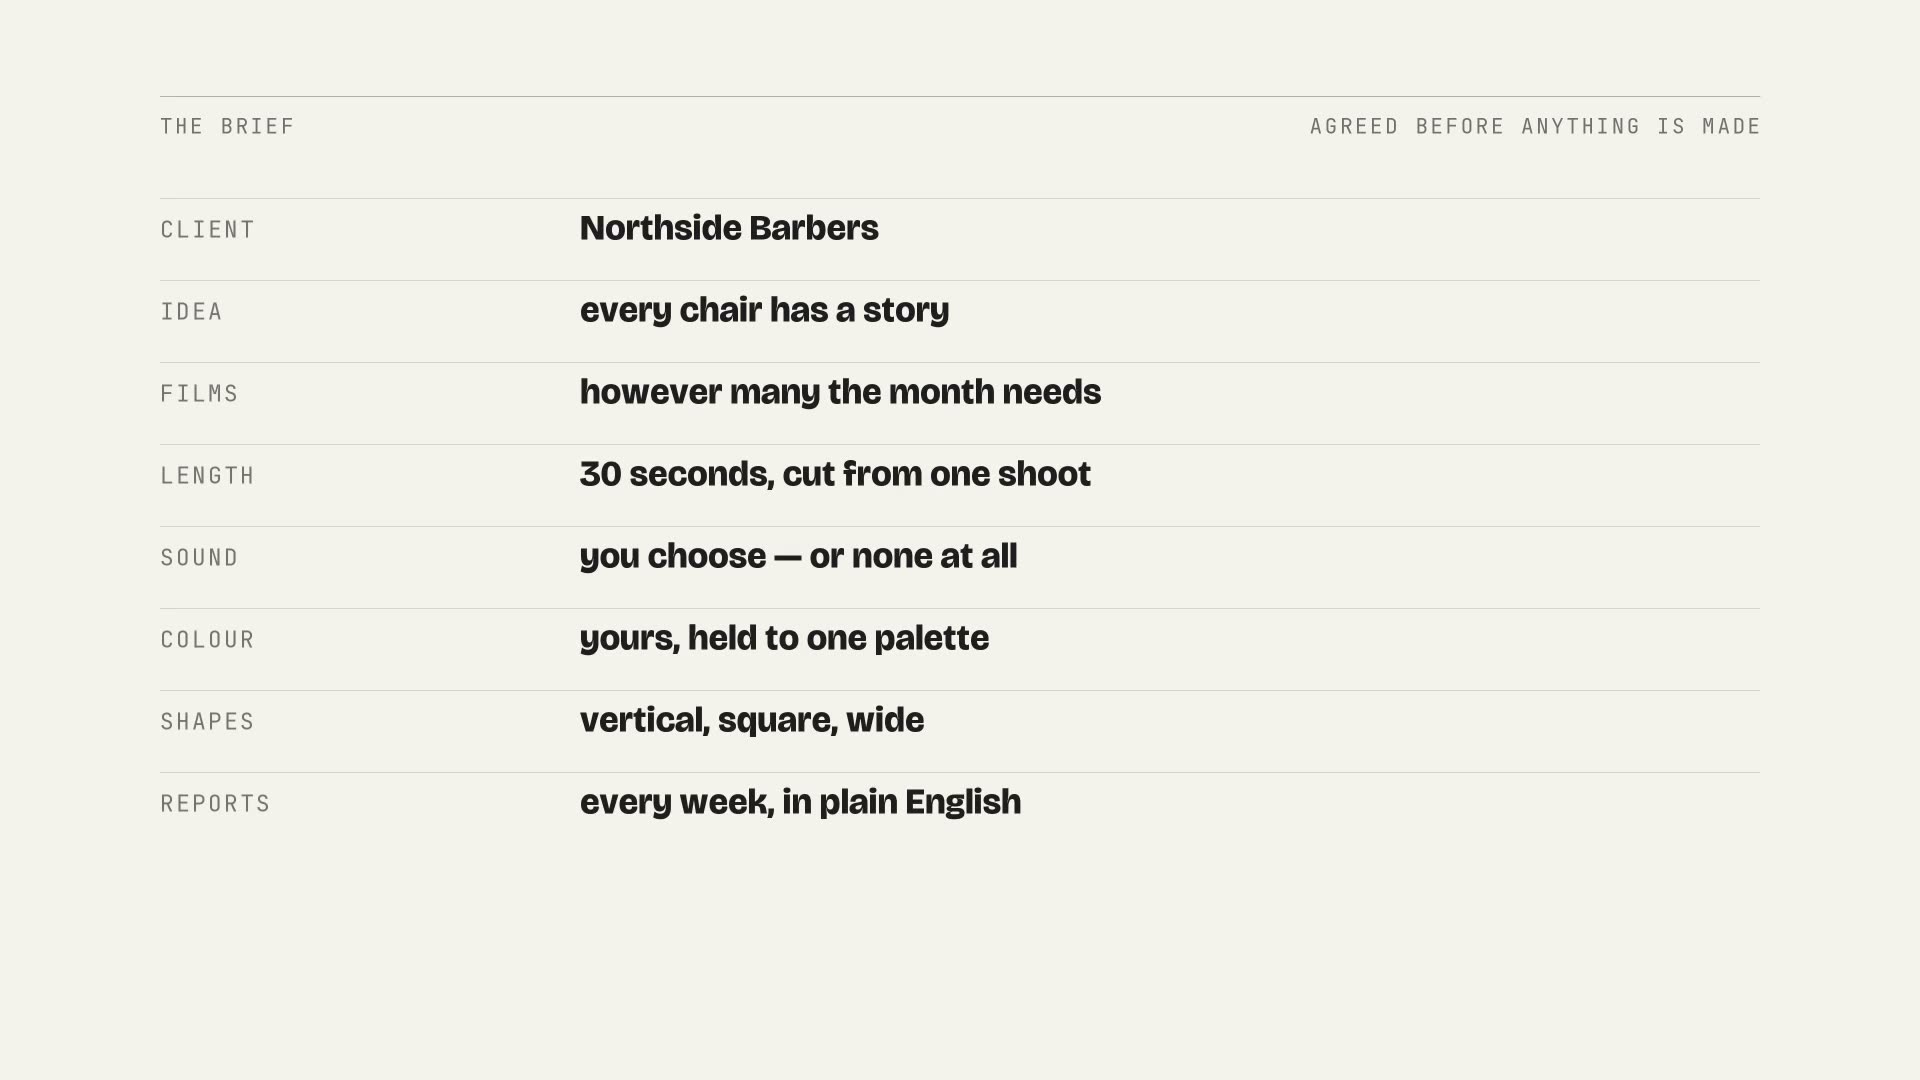 THE BRIEF
AGREED BEFORE ANYTHING IS MADE
CLIENT
Northside Barbers
IDEA
every chair has a story
FILMS
however many the month needs
LENGTH
30 seconds, cut from one shoot
SOUND
you choose — or none at all
COLOUR
yours, held to one palette
SHAPES
vertical, square, wide
REPORTS
every week, in plain English